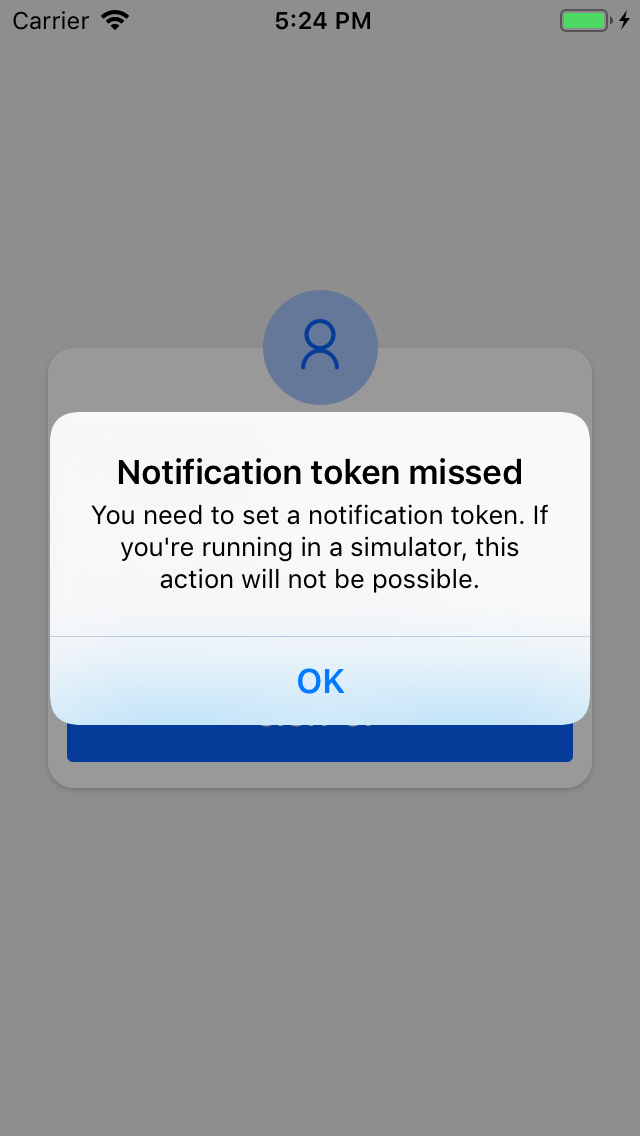 Carrier 5:24 PM
Notification token missed
You need to set a notification token. If
you're running in a simulator, this
action will not be possible.
OK